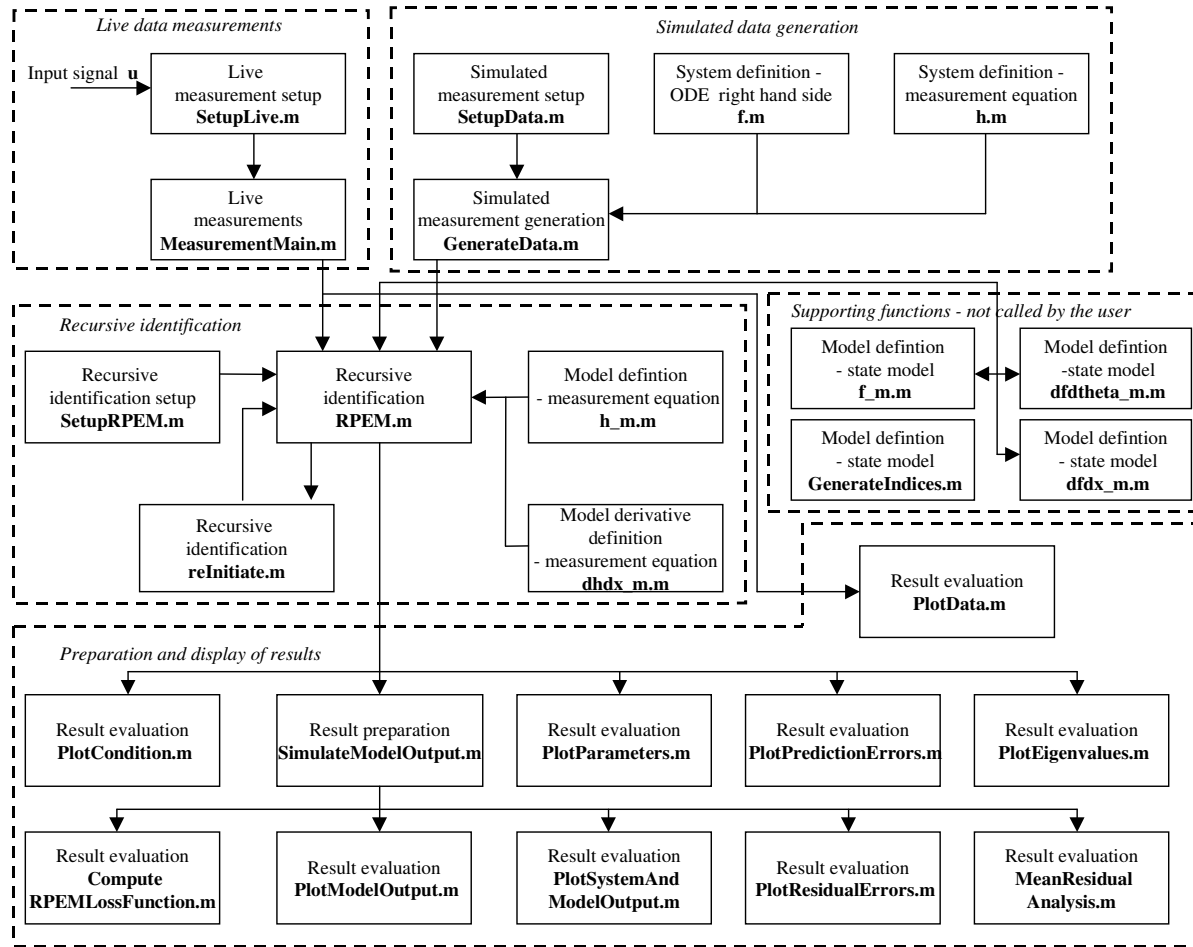 Live data measurements
Input signal u
Live
measurement setup
SetupLive.m
Live
measurements
MeasurementMain.m
Simulated data generation
Simulated
measurement setup
SetupData.m
System definition -
ODE right hand side
f.m
System definition -
measurement equation
h.m
Simulated
measurement generation
GenerateData.m
Recursive identification
Recursive
identification setup
SetupRPEM.m
Recursive
identification
RPEM.m
Model defintion
- measurement equation
h_m.m
Recursive
identification
reInitiate.m
Model derivative
definition
- measurement equation
dhdx_m.m
Supporting functions - not called by the user
Model defintion
- state model
f_m.m
Model defintion
-state model
dfdtheta_m.m
Model defintion
- state model
GenerateIndices.m
Model defintion
- state model
dfdx_m.m
Result evaluation
PlotData.m
Preparation and display of results
Result evaluation
PlotCondition.m
Result preparation
SimulateModelOutput.m
Result evaluation
PlotParameters.m
Result evaluation
PlotPredictionErrors.m
Result evaluation
PlotEigenvalues.m
Result evaluation
Compute
RPEMLossFunction.m
Result evaluation
PlotModelOutput.m
Result evaluation
PlotSystemAnd
ModelOutput.m
Result evaluation
PlotResidualErrors.m
Result evaluation
MeanResidual
Analysis.m